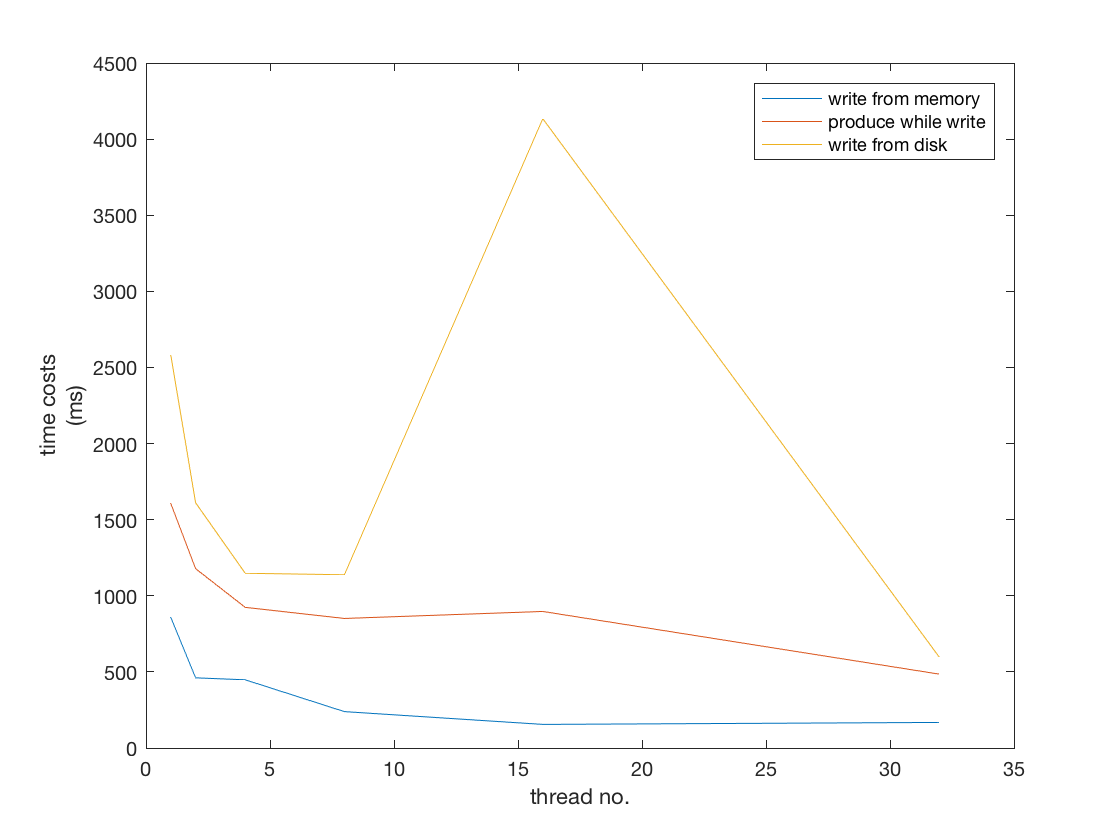 4500
4000
3500
3000
2500
2000
1500
1000
500
0
time costs
(ms)
write from memory
produce while write
write from disk
0 5 10 15 20 25 30 35
thread no.